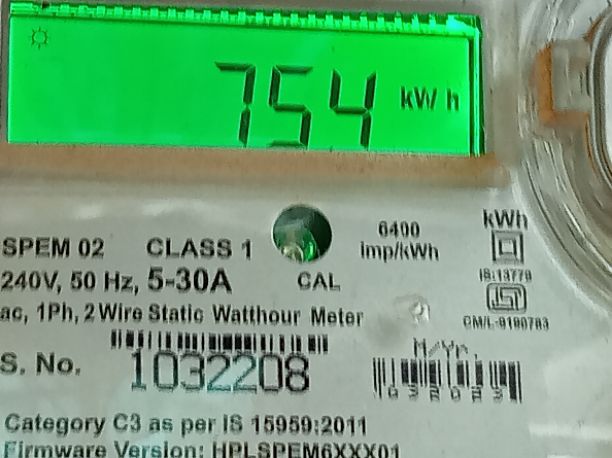 754 kWh
6400 kWh
SPEM 02 CLASS 1 imp/kWh
240V, 50 Hz, 5-30A CAL IS:13779
ac, 1Ph, 2 Wire Static Watthour Meter
S. No. 1032208 M/Yr.
Category C3 as per IS 15959:2011
Firmware Version: HPLSPEM6XXX01